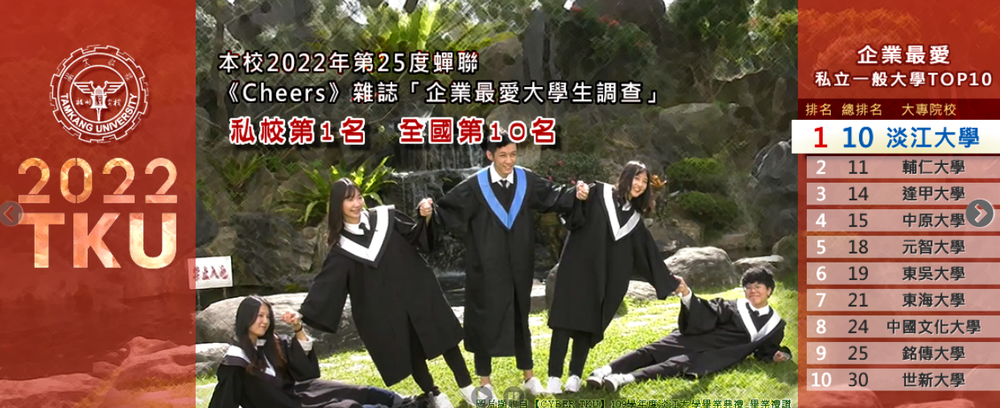 TAMKANG UNIVERSITY
2022
TKU
本校2022年第25度蟬聯
《Cheers》雜誌「企業最愛大學生調查」
私校第1名 全國第10名
企業最愛
私立一般大學TOP10
排名 總排名 大專院校
1 10 淡江大學
2 11 輔仁大學
3 14 逢甲大學
4 15 中原大學
5 18 元智大學
6 19 東吳大學
7 21 東海大學
8 24 中國文化大學
9 25 銘傳大學
10 30 世新大學
圖片擷取自【CYBER TKU】109學年度淡江大學畢業典禮_畢業禮讚